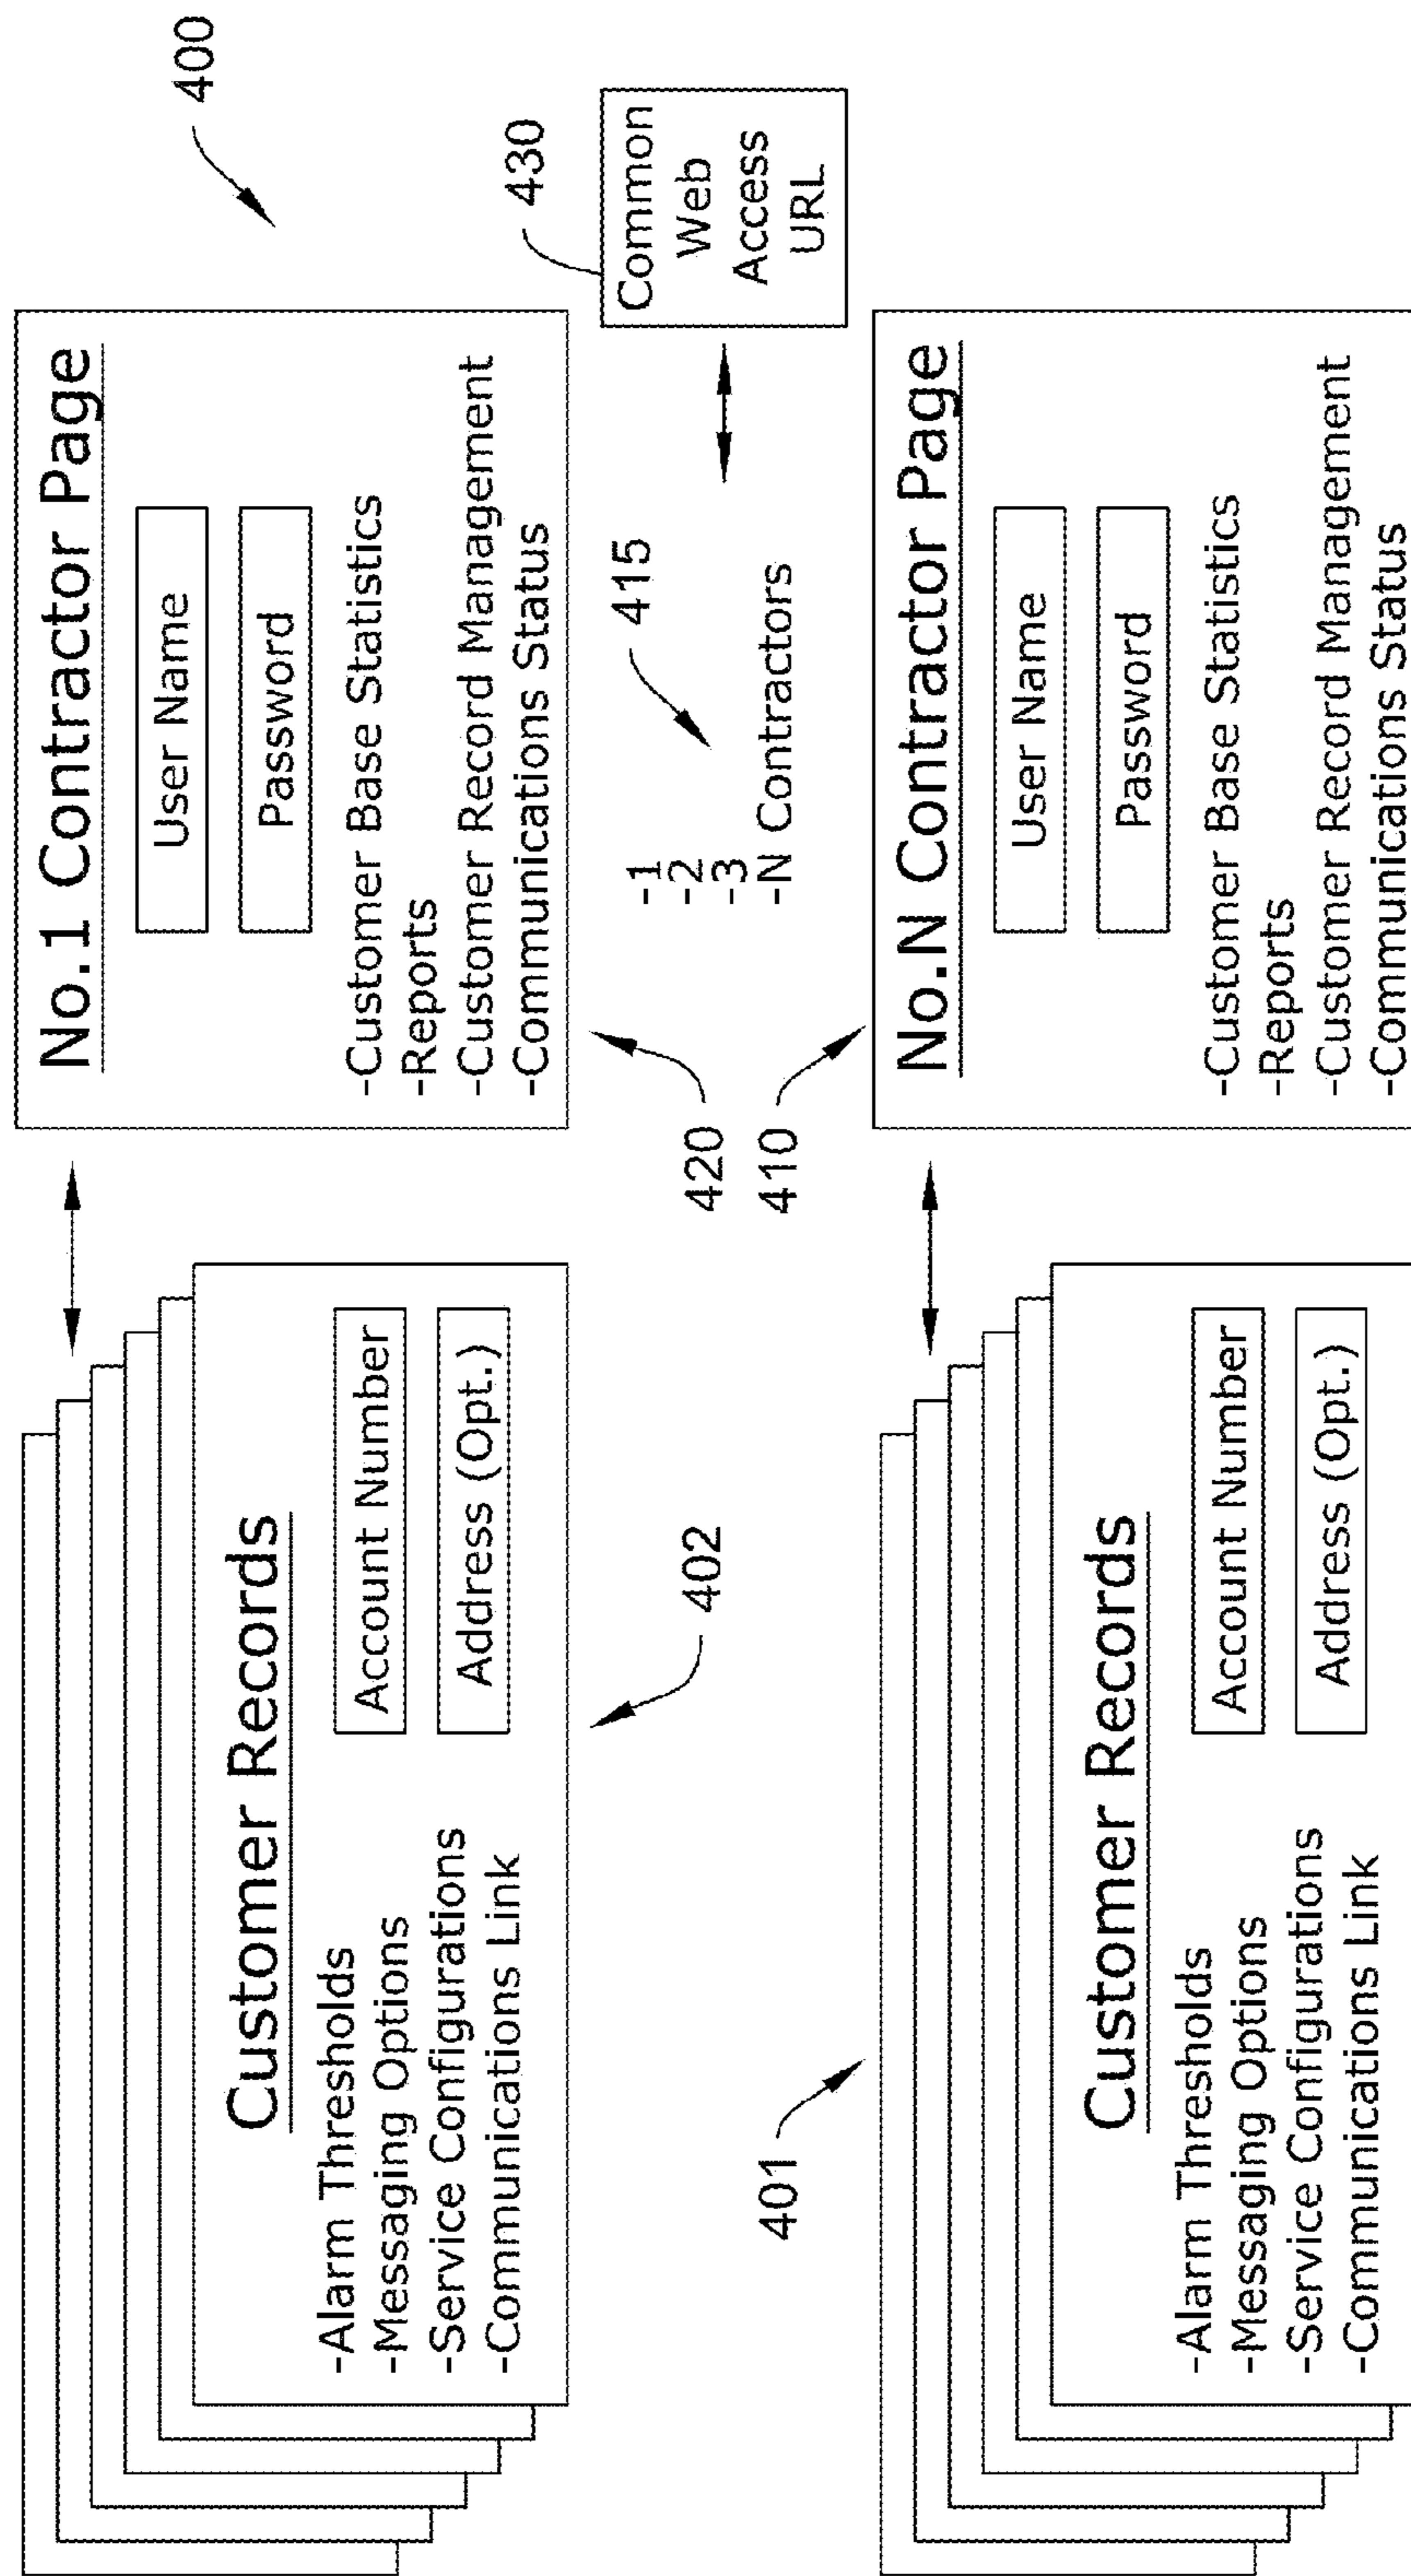 400
No.1 Contractor Page
User Name
Password
-Customer Base Statistics
-Reports
-Customer Record Management
-Communications Status
Customer Records
Account Number
Address (Opt.)
-Alarm Thresholds
-Messaging Options
-Service Configurations
-Communications Link
402
420
430
Common
Web
Access
URL
415
-1
-2
-3
-N Contractors
401
410
No.N Contractor Page
User Name
Password
-Customer Base Statistics
-Reports
-Customer Record Management
-Communications Status
Customer Records
Account Number
Address (Opt.)
-Alarm Thresholds
-Messaging Options
-Service Configurations
-Communications Link